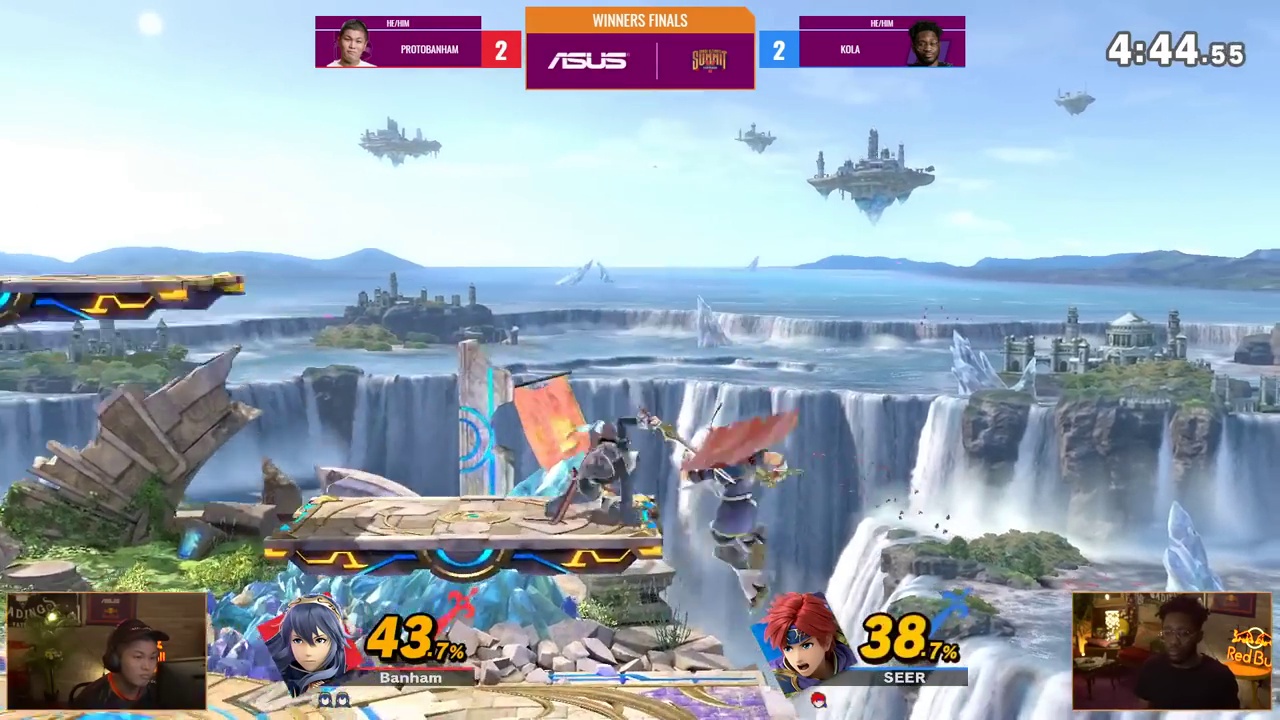 HE/HIM
PROTOBANHAM
2
WINNERS FINALS
ASUS
SUMMIT
2
HE/HIM
KOLA
4:44.55
43.7%
Banham
38.7%
SEER
Red Bu